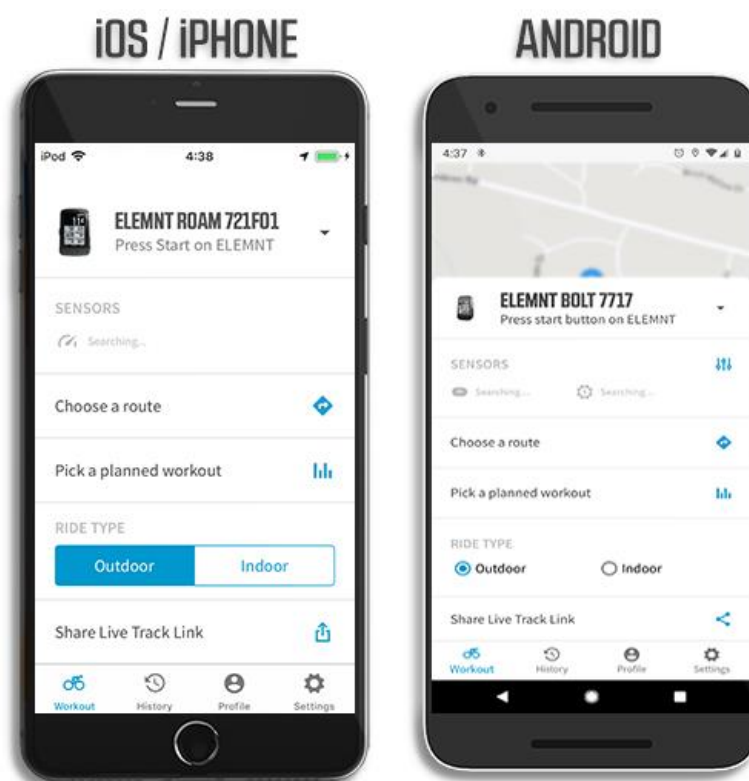 iOS / iPHONE
iPod
4:38
ELEMNT ROAM 721F01
Press Start on ELEMNT
SENSORS
Searching...
Choose a route
Pick a planned workout
RIDE TYPE
Outdoor
Indoor
Share Live Track Link
Workout
History
Profile
Settings
ANDROID
4:37
ELEMNT BOLT 7717
Press start button on ELEMNT
SENSORS
Searching...
Searching...
Choose a route
Pick a planned workout
RIDE TYPE
Outdoor
Indoor
Share Live Track Link
Workout
History
Profile
Settings